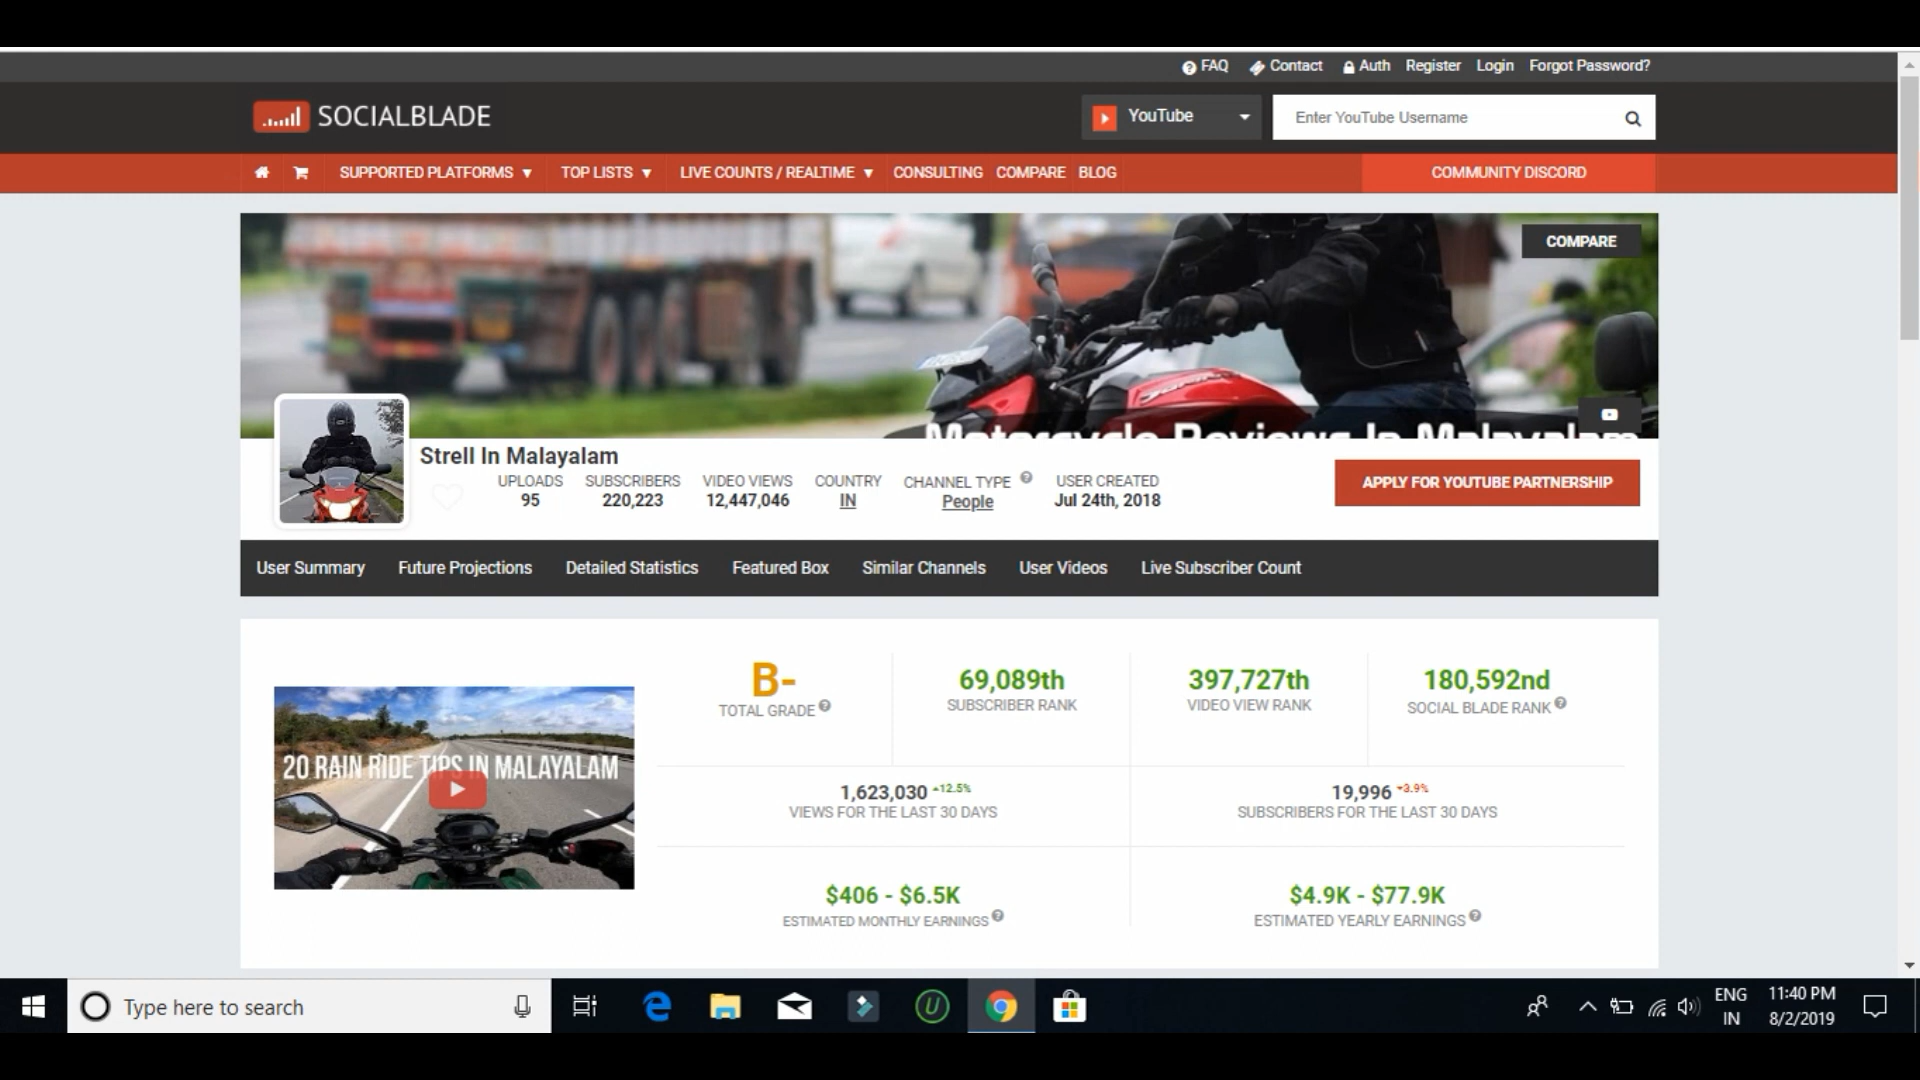 FAQ Contact Auth Register Login Forgot Password?
SOCIALBLADE
YouTube
Enter YouTube Username
SUPPORTED PLATFORMS ▼ TOP LISTS ▼ LIVE COUNTS / REALTIME ▼ CONSULTING COMPARE BLOG COMMUNITY DISCORD
COMPARE
Motorcycle Reviews In Malayalam
Strell In Malayalam
UPLOADS SUBSCRIBERS VIDEO VIEWS COUNTRY CHANNEL TYPE USER CREATED
95 220,223 12,447,046 IN People Jul 24th, 2018
APPLY FOR YOUTUBE PARTNERSHIP
User Summary Future Projections Detailed Statistics Featured Box Similar Channels User Videos Live Subscriber Count
20 RAIN RIDE TIPS IN MALAYALAM
B- 69,089th 397,727th 180,592nd
TOTAL GRADE SUBSCRIBER RANK VIDEO VIEW RANK SOCIAL BLADE RANK
1,623,030 12.5% 19,996 3.9%
VIEWS FOR THE LAST 30 DAYS SUBSCRIBERS FOR THE LAST 30 DAYS
$406 - $6.5K $4.9K - $77.9K
ESTIMATED MONTHLY EARNINGS ESTIMATED YEARLY EARNINGS
Type here to search
ENG 11:40 PM
IN 8/2/2019